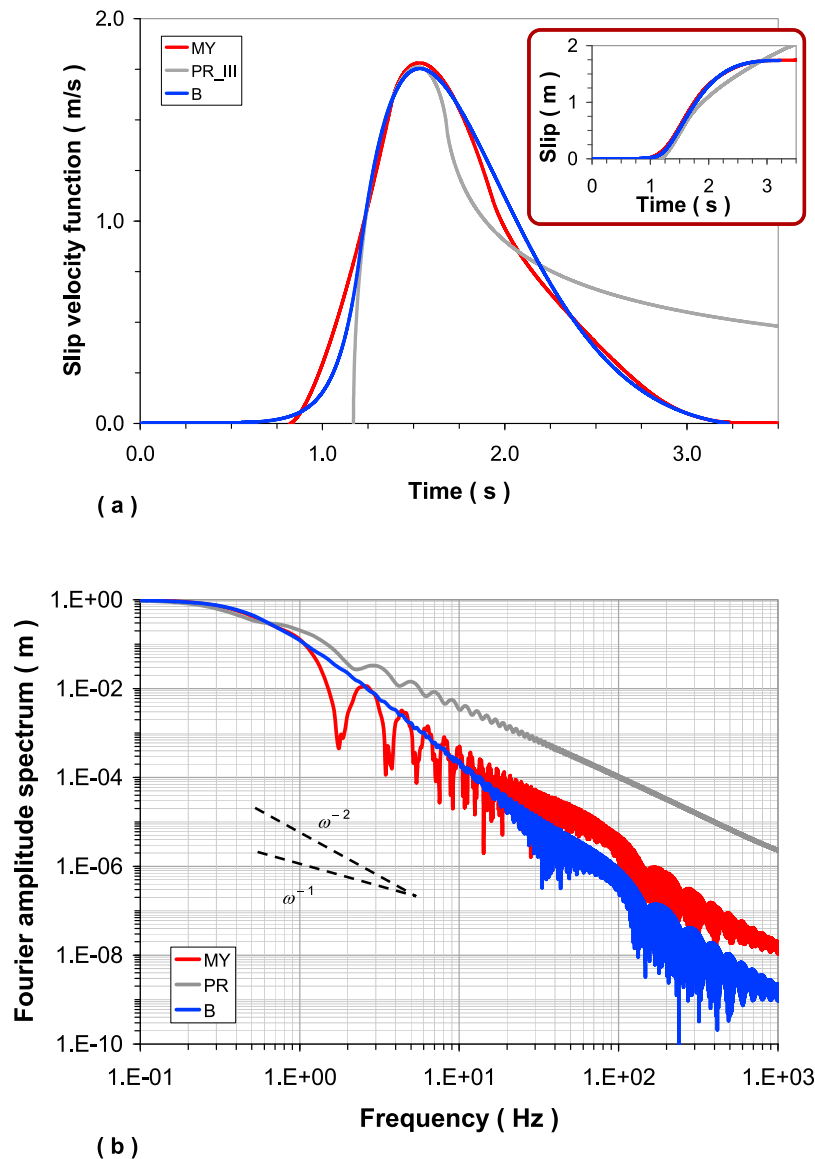 2.0
1.0
0.0
Slip velocity function ( m/s )
MY
PR_III
B
2
1
0
Slip ( m )
0 1 2 3
Time ( s )
0.0 1.0 2.0 3.0
Time ( s )
( a )
1.E+00
1.E-02
1.E-04
1.E-06
1.E-08
1.E-10
Fourier amplitude spectrum ( m )
ω⁻²
ω⁻¹
MY
PR
B
1.E-01 1.E+00 1.E+01 1.E+02 1.E+03
Frequency ( Hz )
( b )